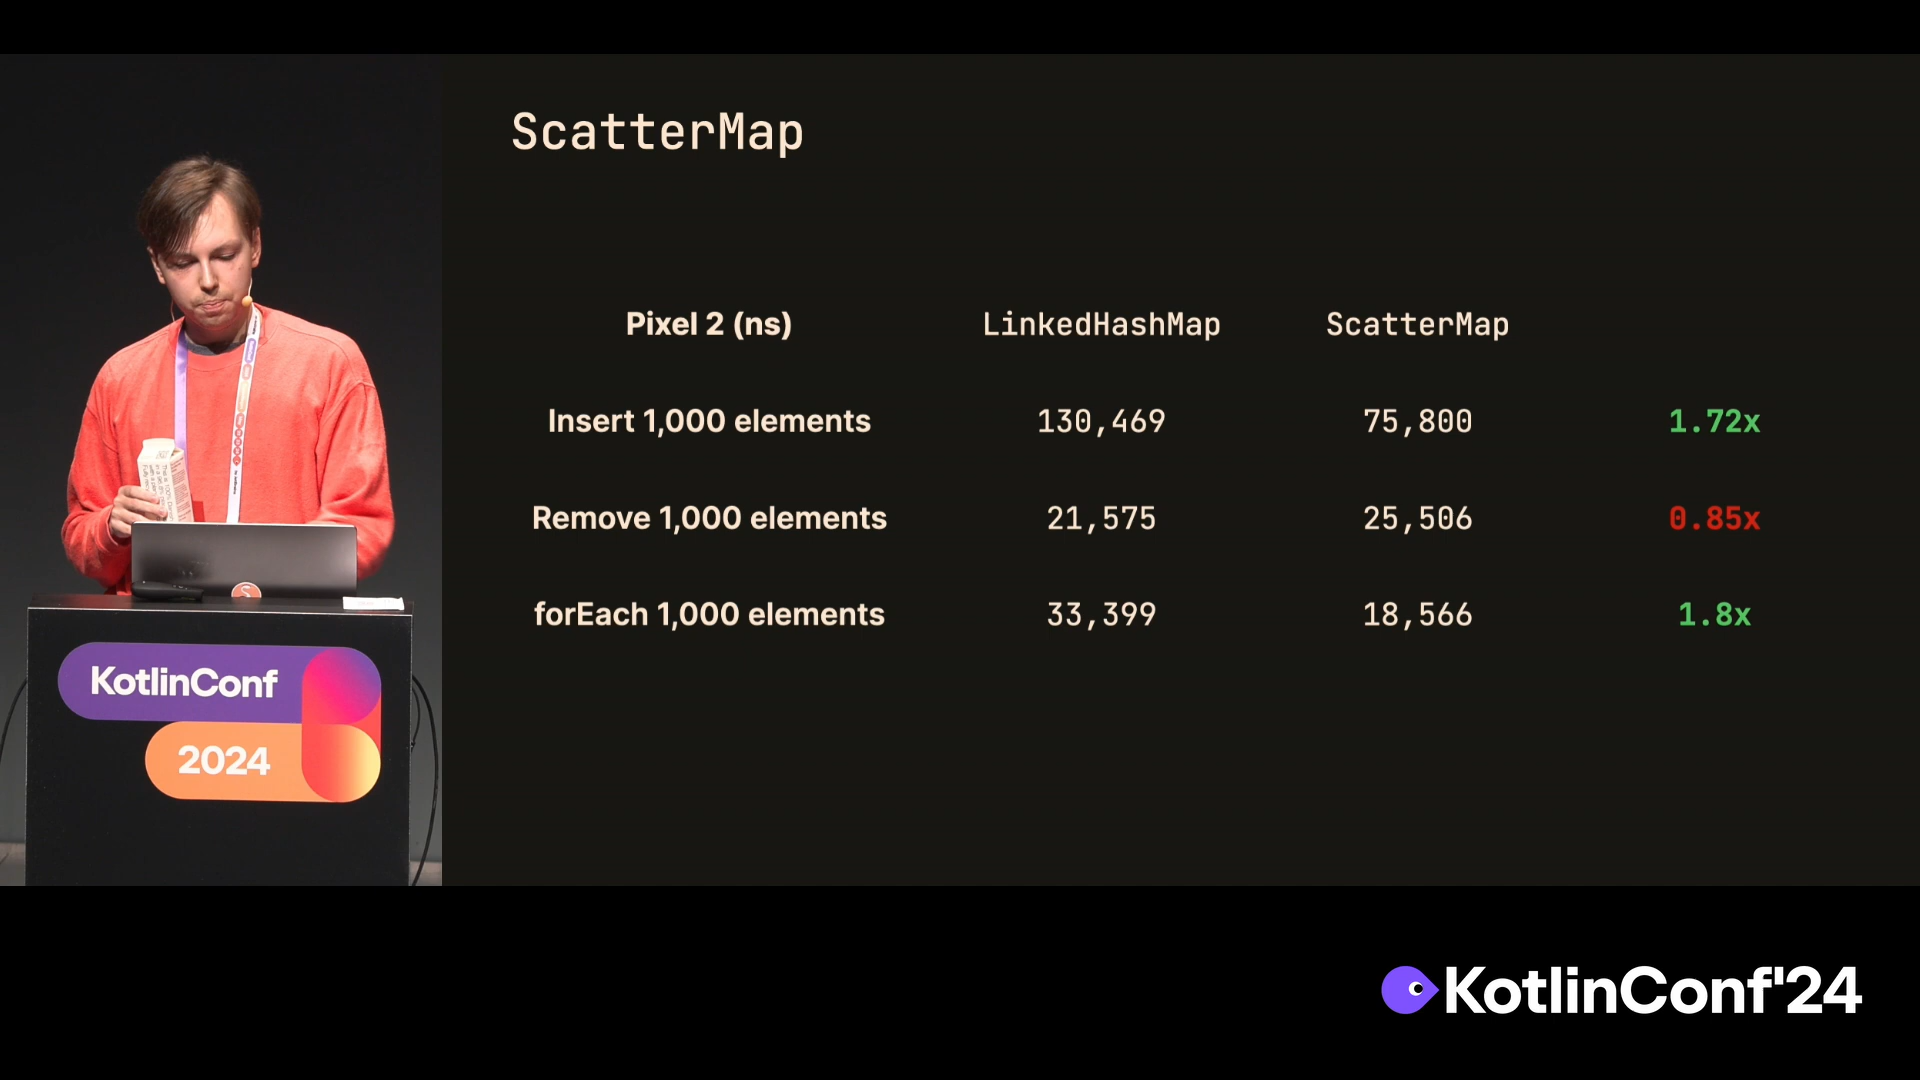 ScatterMap
Pixel 2 (ns) LinkedHashMap ScatterMap
Insert 1,000 elements 130,469 75,800 1.72x
Remove 1,000 elements 21,575 25,506 0.85x
forEach 1,000 elements 33,399 18,566 1.8x
KotlinConf
2024
KotlinConf'24